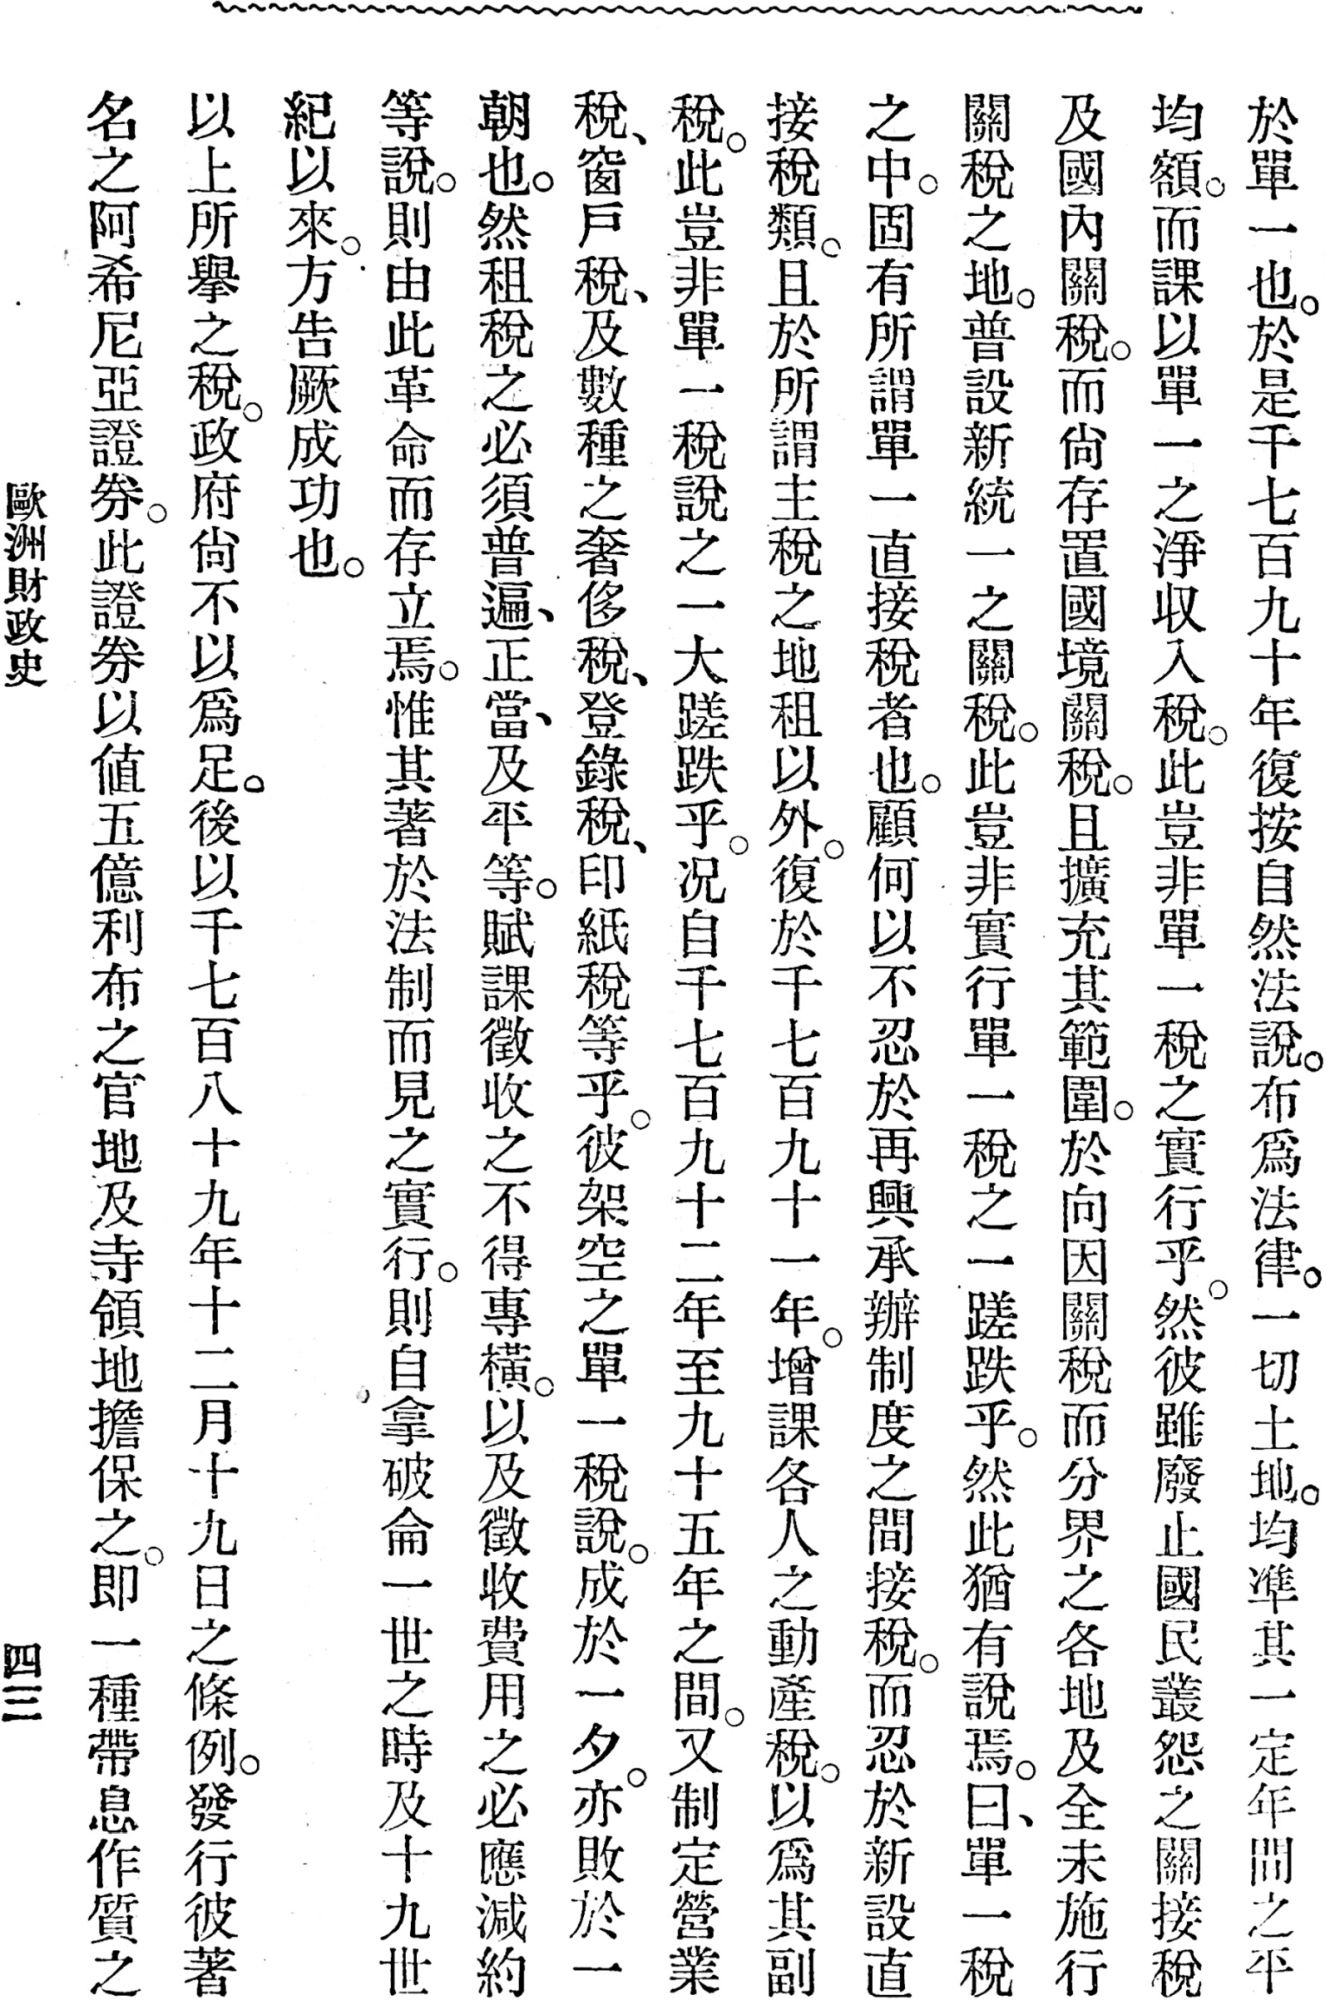 於單一也。於是千七百九十年復按自然法說。布爲法律。一切土地。均準其一定年間之平
均額。而課以單一之淨収入稅。此豈非單一稅之實行乎。然彼雖廢止國民叢怨之關接稅
及國內關稅。而尙存置國境關稅。且擴充其範圍。於向因關稅而分界之各地及全未施行
關稅之地。普設新統一之關稅。此豈非實行單一稅之一蹉跌乎。然此猶有說焉。曰、單一稅
之中。固有所謂單一直接稅者也。顧何以不忍於再興承辦制度之間接稅。而忍於新設直
接稅類。且於所謂主稅之地租以外。復於千七百九十一年。增課各人之動產稅。以爲其副
稅。此豈非單一稅說之一大蹉跌乎。況自千七百九十二年至九十五年之間。又制定營業
稅、窗戶稅、及數種之奢侈稅、登錄稅、印紙稅等乎。彼架空之單一稅說。成於一夕。亦敗於一
朝也。然租稅之必須普遍、正當、及平等。賦課徵收之不得專橫。以及徵收費用之必應減約
等說。則由此革命而存立焉。惟其著於法制而見之實行。則自拿破侖一世之時及十九世
紀以來。方告厥成功也。
以上所擧之稅。政府尙不以爲足。後以千七百八十九年十二月十九日之條例。發行彼著
名之阿希尼亞證券。此證券以値五億利布之官地及寺領地擔保之。即一種帶息作質之
歐洲財政史
四三